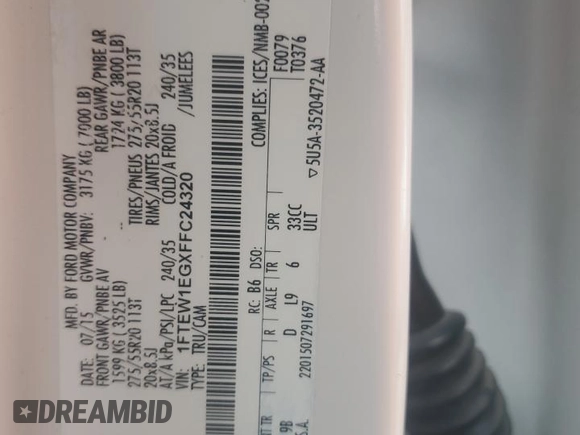 MFD. BY FORD MOTOR COMPANY
DATE: 07/15 GVWR/PNBV: 3175 KG ( 7000 LB)
FRONT GAWR/PNBE AV REAR GAWR/PNBE AR
1599 KG ( 3525 LB) 1724 KG ( 3800 LB)
275/55R20 113T TIRES/PNEUS 275/55R20 113T
20x8.5J RIMS/JANTES 20x8.5J
AT/A kPa/PSI/LPC 240/35 COLD/A FROID 240/35
VIN: 1FTEW1EGXFFC24320 /JUMELEES
TYPE: TRU/CAM
COMPLIES: ICES/NMB-002
F0079
T0376
RC: B6 DSO:
TR TP/PS R AXLE TR SPR
9B D L9 6 33CC
ULT
S.A. 2201507291697 ▽5U5A-3520472-AA
DREAMBID